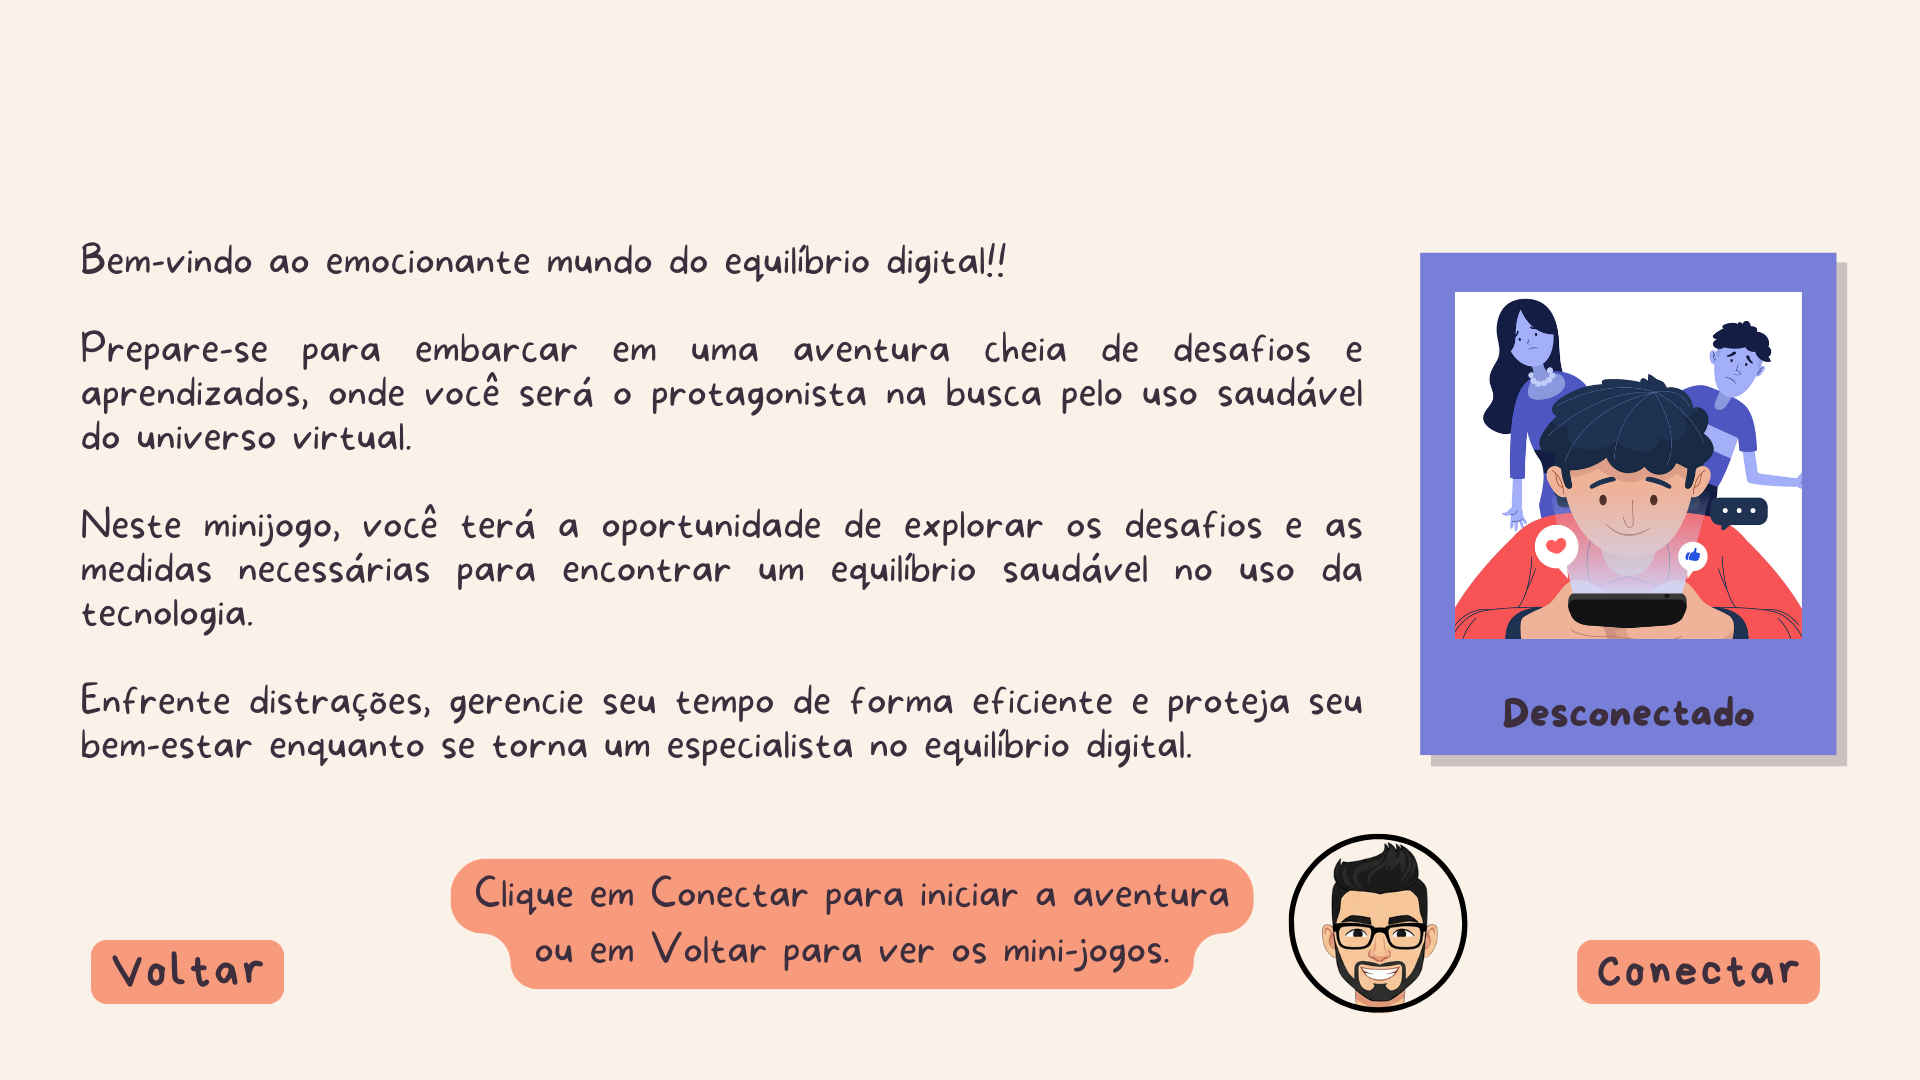 Bem-vindo ao emocionante mundo do equilíbrio digital!!
Prepare-se para embarcar em uma aventura cheia de desafios e
aprendizados, onde você será o protagonista na busca pelo uso saudável
do universo virtual.
Neste minijogo, você terá a oportunidade de explorar os desafios e as
medidas necessárias para encontrar um equilíbrio saudável no uso da
tecnologia.
Enfrente distrações, gerencie seu tempo de forma eficiente e proteja seu
bem-estar enquanto se torna um especialista no equilíbrio digital.
Desconectado
Clique em Conectar para iniciar a aventura
ou em Voltar para ver os mini-jogos.
Voltar
Conectar